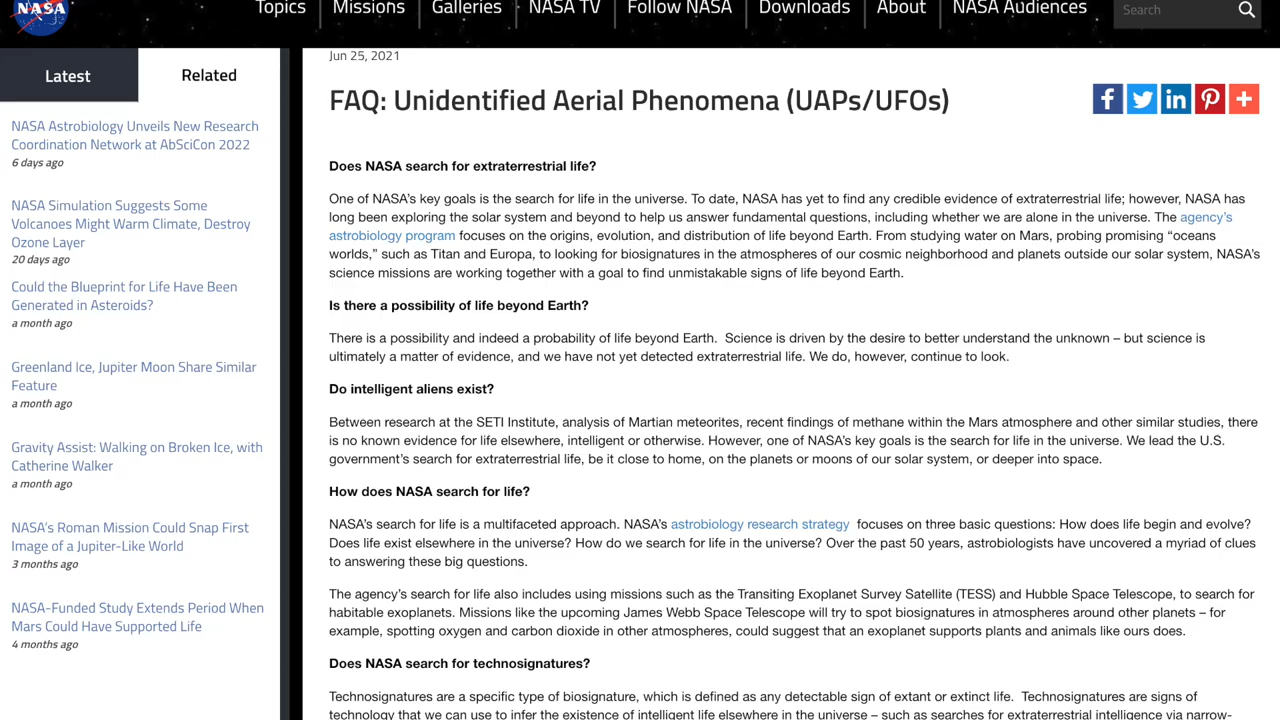 NASA
Topics
Missions
Galleries
NASA TV
Follow NASA
Downloads
About
NASA Audiences
Search
Latest
Related
NASA Astrobiology Unveils New Research
Coordination Network at AbSciCon 2022
6 days ago
NASA Simulation Suggests Some
Volcanoes Might Warm Climate, Destroy
Ozone Layer
20 days ago
Could the Blueprint for Life Have Been
Generated in Asteroids?
a month ago
Greenland Ice, Jupiter Moon Share Similar
Feature
a month ago
Gravity Assist: Walking on Broken Ice, with
Catherine Walker
a month ago
NASA's Roman Mission Could Snap First
Image of a Jupiter-Like World
3 months ago
NASA-Funded Study Extends Period When
Mars Could Have Supported Life
4 months ago
Jun 25, 2021
FAQ: Unidentified Aerial Phenomena (UAPs/UFOs)
Does NASA search for extraterrestrial life?
One of NASA's key goals is the search for life in the universe. To date, NASA has yet to find any credible evidence of extraterrestrial life; however, NASA has
long been exploring the solar system and beyond to help us answer fundamental questions, including whether we are alone in the universe. The agency's
astrobiology program focuses on the origins, evolution, and distribution of life beyond Earth. From studying water on Mars, probing promising “oceans
worlds,” such as Titan and Europa, to looking for biosignatures in the atmospheres of our cosmic neighborhood and planets outside our solar system, NASA's
science missions are working together with a goal to find unmistakable signs of life beyond Earth.
Is there a possibility of life beyond Earth?
There is a possibility and indeed a probability of life beyond Earth.  Science is driven by the desire to better understand the unknown – but science is
ultimately a matter of evidence, and we have not yet detected extraterrestrial life. We do, however, continue to look.
Do intelligent aliens exist?
Between research at the SETI Institute, analysis of Martian meteorites, recent findings of methane within the Mars atmosphere and other similar studies, there
is no known evidence for life elsewhere, intelligent or otherwise. However, one of NASA's key goals is the search for life in the universe. We lead the U.S.
government's search for extraterrestrial life, be it close to home, on the planets or moons of our solar system, or deeper into space.
How does NASA search for life?
NASA's search for life is a multifaceted approach. NASA's astrobiology research strategy  focuses on three basic questions: How does life begin and evolve?
Does life exist elsewhere in the universe? How do we search for life in the universe? Over the past 50 years, astrobiologists have uncovered a myriad of clues
to answering these big questions.
The agency's search for life also includes using missions such as the Transiting Exoplanet Survey Satellite (TESS) and Hubble Space Telescope, to search for
habitable exoplanets. Missions like the upcoming James Webb Space Telescope will try to spot biosignatures in atmospheres around other planets – for
example, spotting oxygen and carbon dioxide in other atmospheres, could suggest that an exoplanet supports plants and animals like ours does.
Does NASA search for technosignatures?
Technosignatures are a specific type of biosignature, which is defined as any detectable sign of extant or extinct life.  Technosignatures are signs of
technology that we can use to infer the existence of intelligent life elsewhere in the universe – such as searches for extraterrestrial intelligence via narrow-